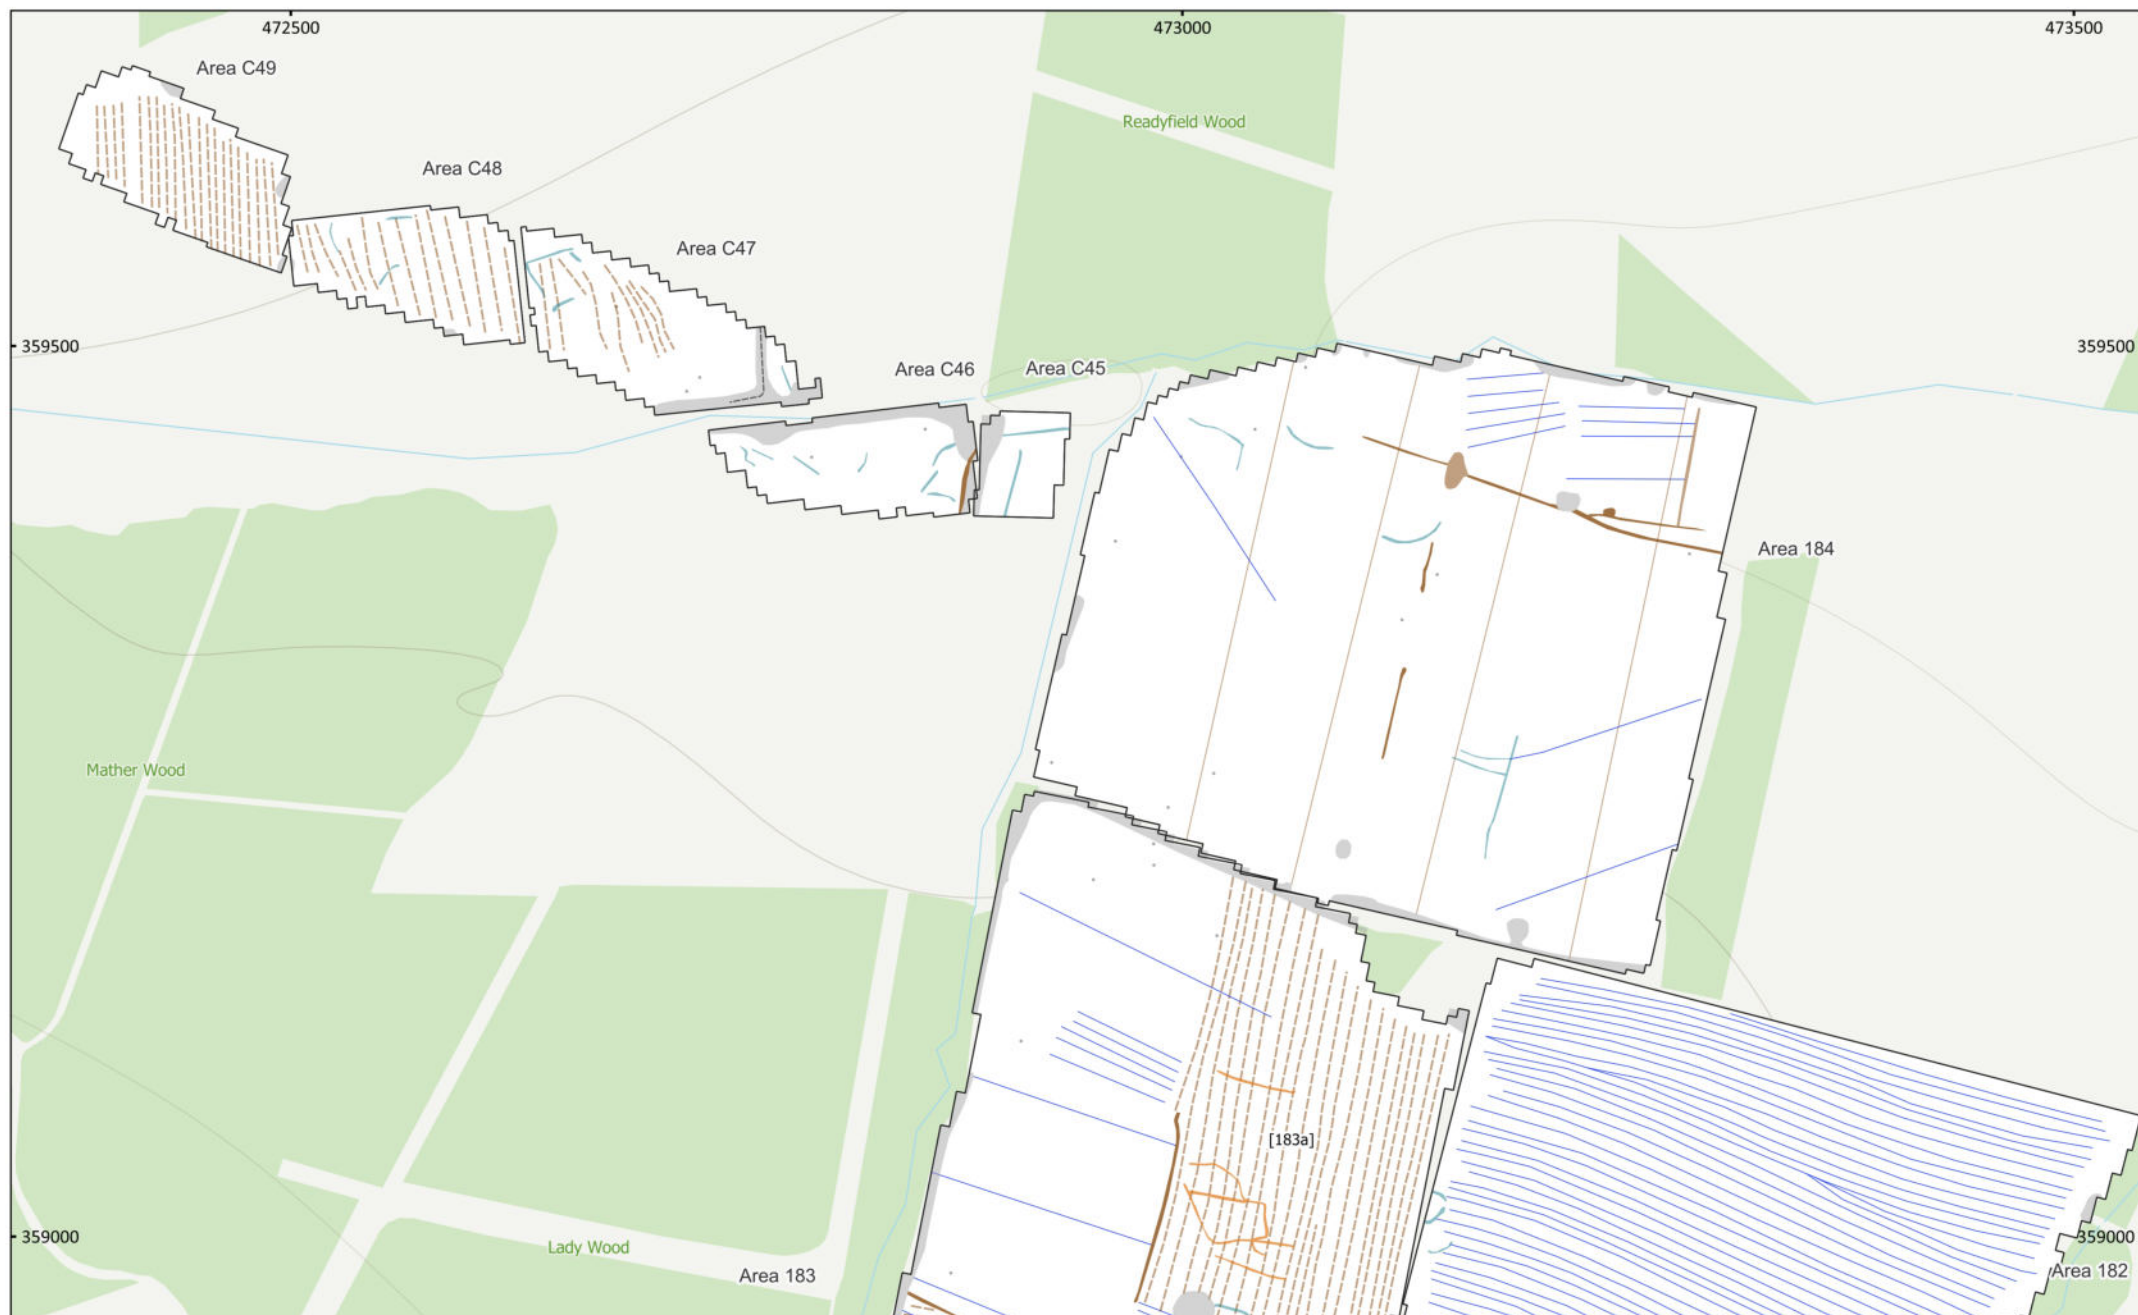 472500
473000
473500
Area C49
Readyfield Wood
Area C48
Area C47
359500
359500
Area C46
Area C45
Area 184
Mather Wood
[183a]
359000
359000
Lady Wood
Area 183
Area 182